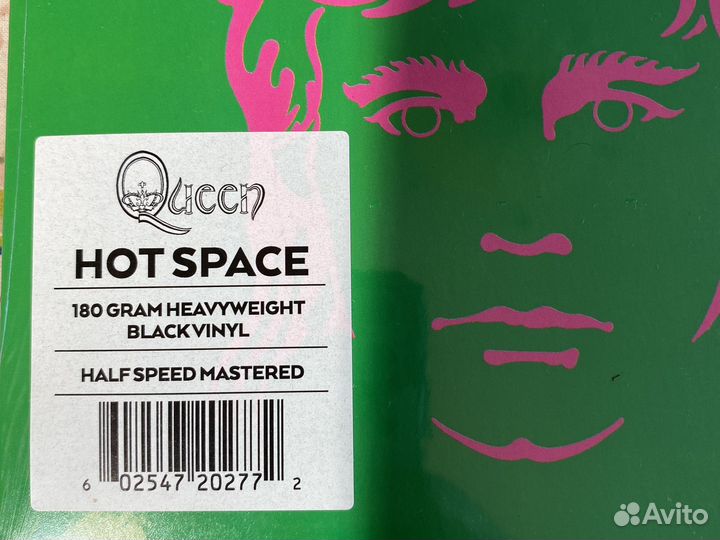 Queen
HOT SPACE
180 GRAM HEAVYWEIGHT
BLACK VINYL
HALF SPEED MASTERED
6 02547 20277 2
Avito